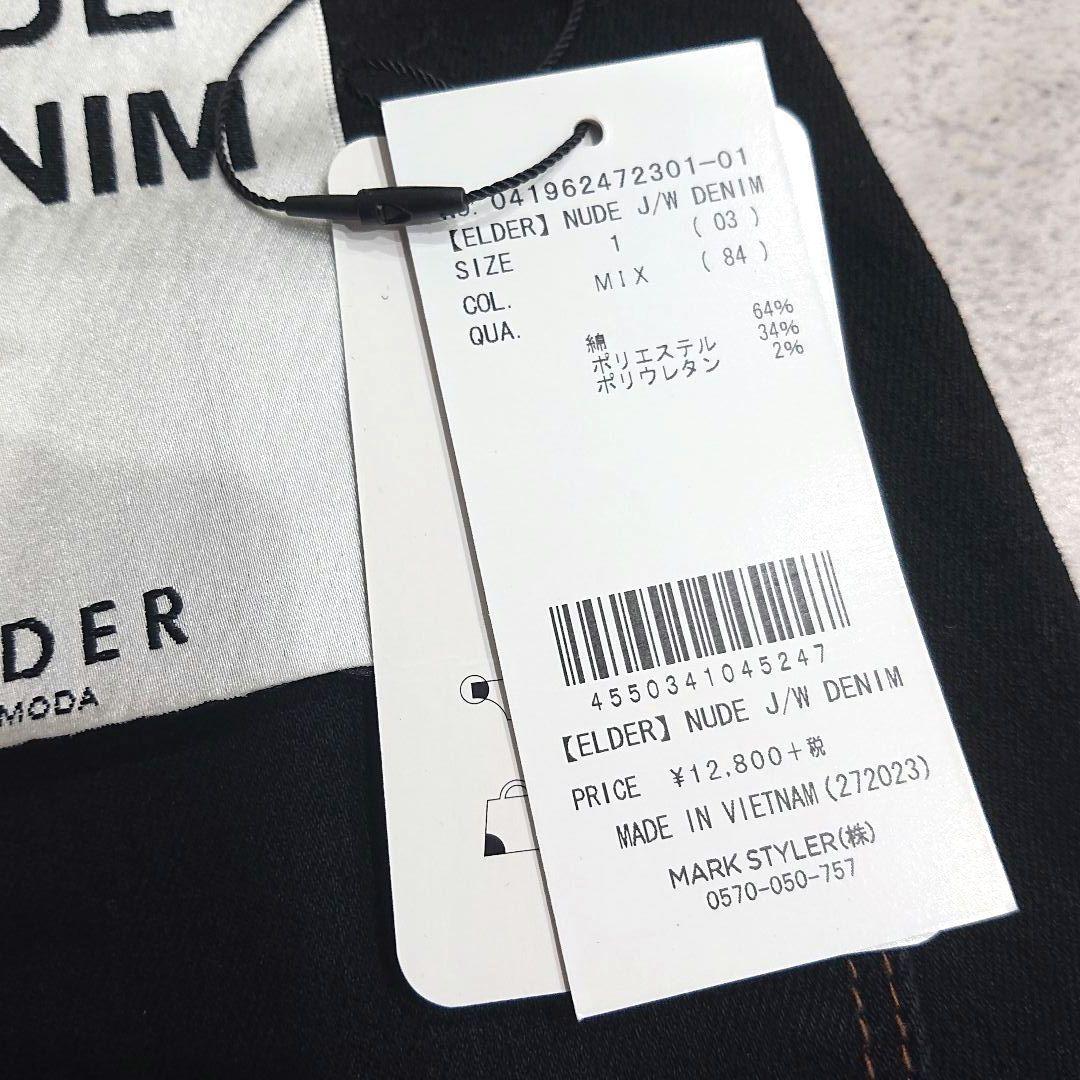 DENIM
DER
MODA
NO. 041962472301-01
【ELDER】 NUDE J/W DENIM
SIZE 1 ( 03 )
COL. MIX ( 84 )
QUA.
綿 64%
ポリエステル 34%
ポリウレタン 2%
4550341045247
【ELDER】 NUDE J/W DENIM
PRICE ¥12,800+税
MADE IN VIETNAM(272023)
MARK STYLER(株)
0570-050-757